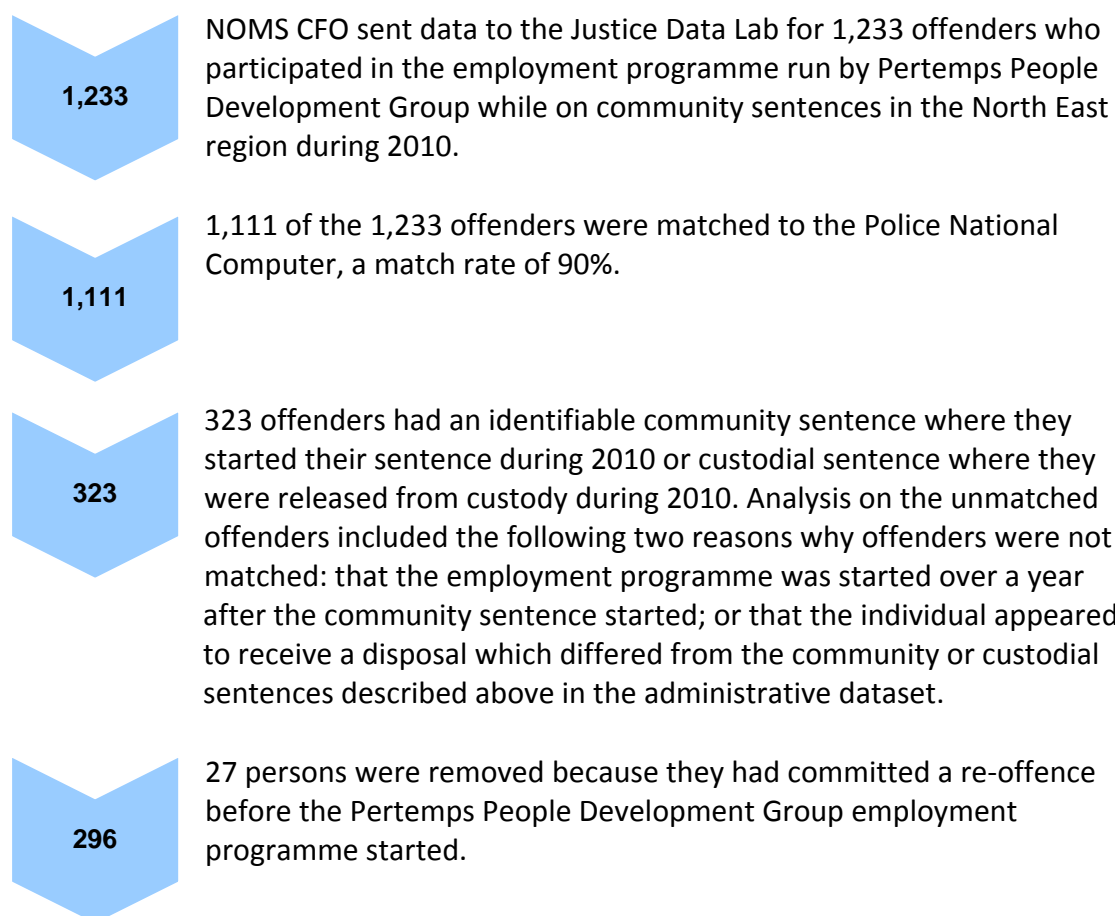 1,233
NOMS CFO sent data to the Justice Data Lab for 1,233 offenders who
participated in the employment programme run by Pertemps People
Development Group while on community sentences in the North East
region during 2010.
1,111
1,111 of the 1,233 offenders were matched to the Police National
Computer, a match rate of 90%.
323
323 offenders had an identifiable community sentence where they
started their sentence during 2010 or custodial sentence where they
were released from custody during 2010. Analysis on the unmatched
offenders included the following two reasons why offenders were not
matched: that the employment programme was started over a year
after the community sentence started; or that the individual appeared
to receive a disposal which differed from the community or custodial
sentences described above in the administrative dataset.
296
27 persons were removed because they had committed a re-offence
before the Pertemps People Development Group employment
programme started.